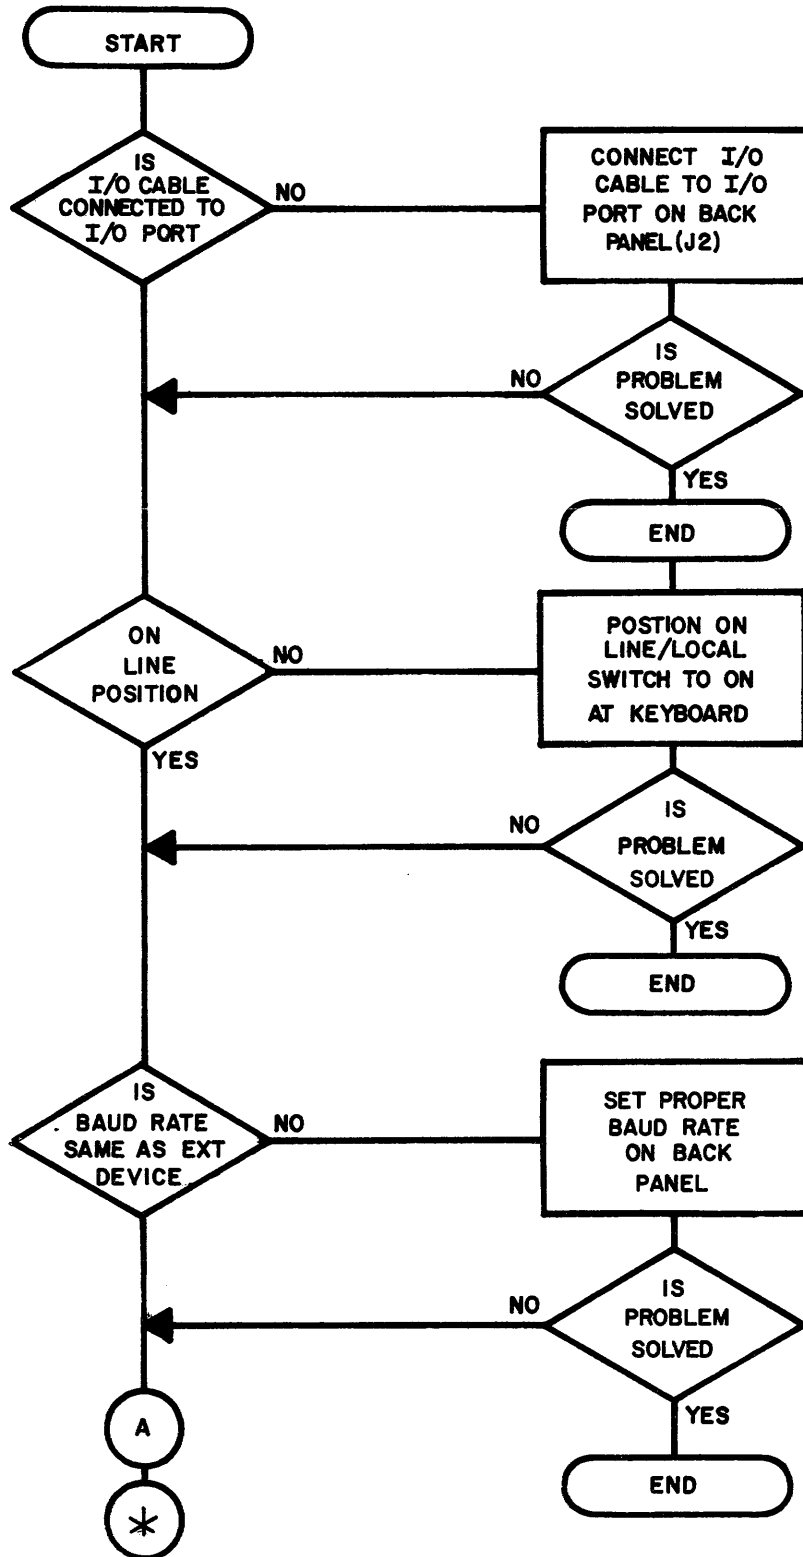 START
IS
I/O CABLE
CONNECTED TO
I/O PORT
NO
CONNECT I/O
CABLE TO I/O
PORT ON BACK
PANEL(J2)
IS
PROBLEM
SOLVED
NO
YES
END
ON
LINE
POSITION
NO
YES
POSTION ON
LINE/LOCAL
SWITCH TO ON
AT KEYBOARD
IS
PROBLEM
SOLVED
NO
YES
END
IS
BAUD RATE
SAME AS EXT
DEVICE
NO
SET PROPER
BAUD RATE
ON BACK
PANEL
IS
PROBLEM
SOLVED
NO
YES
END
A
*